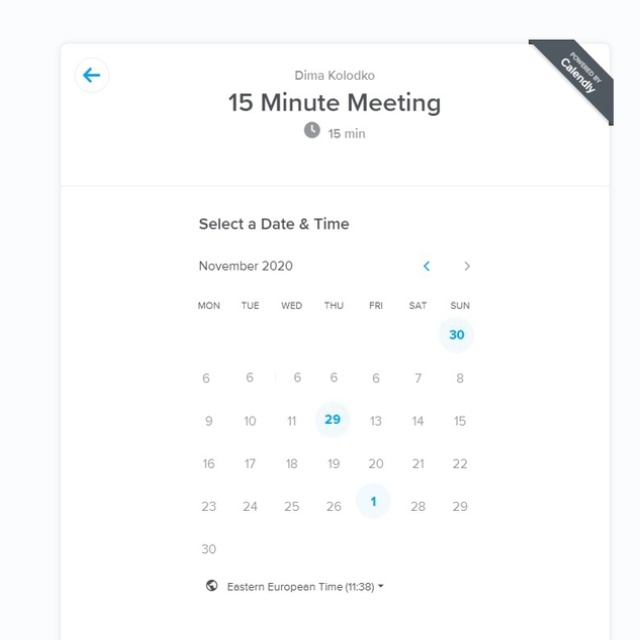 POWERED BY
Calendly
Dima Kolodko
15 Minute Meeting
15 min
Select a Date & Time
November 2020
MON TUE WED THU FRI SAT SUN
30
6 6 6 6 6 7 8
9 10 11 29 13 14 15
16 17 18 19 20 21 22
23 24 25 26 1 28 29
30
Eastern European Time (11:38)